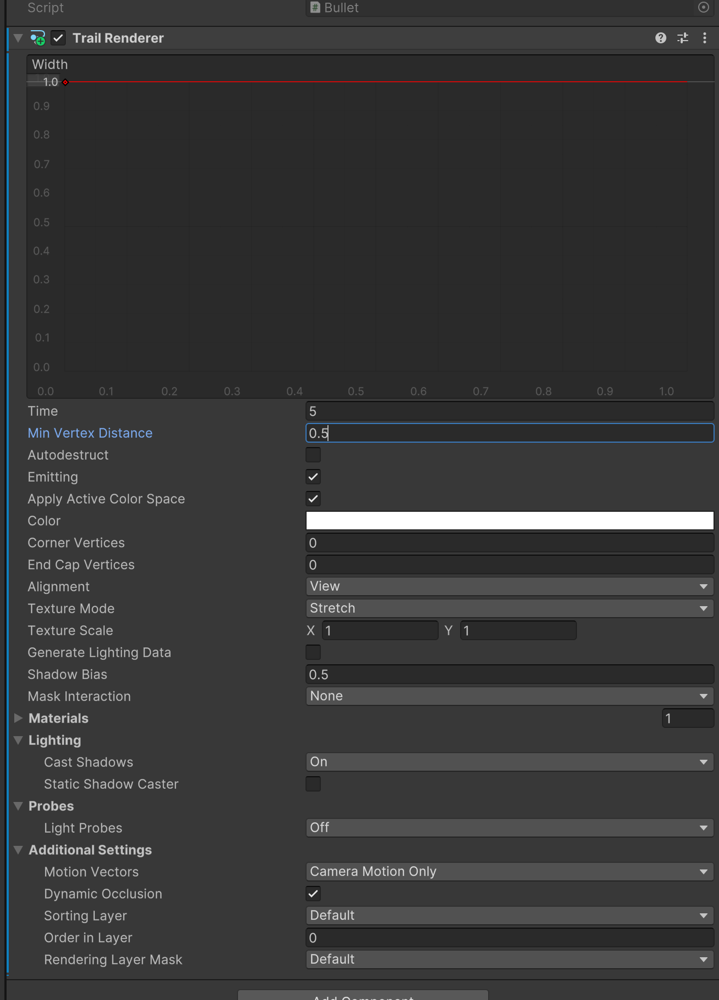 Script Bullet
Trail Renderer
Width
1.0
0.9
0.8
0.7
0.6
0.5
0.4
0.3
0.2
0.1
0.0
0.0 0.1 0.2 0.3 0.4 0.5 0.6 0.7 0.8 0.9 1.0
Time 5
Min Vertex Distance 0.5
Autodestruct
Emitting
Apply Active Color Space
Color
Corner Vertices 0
End Cap Vertices 0
Alignment View
Texture Mode Stretch
Texture Scale X 1 Y 1
Generate Lighting Data
Shadow Bias 0.5
Mask Interaction None
Materials 1
Lighting
Cast Shadows On
Static Shadow Caster
Probes
Light Probes Off
Additional Settings
Motion Vectors Camera Motion Only
Dynamic Occlusion
Sorting Layer Default
Order in Layer 0
Rendering Layer Mask Default
Add Component